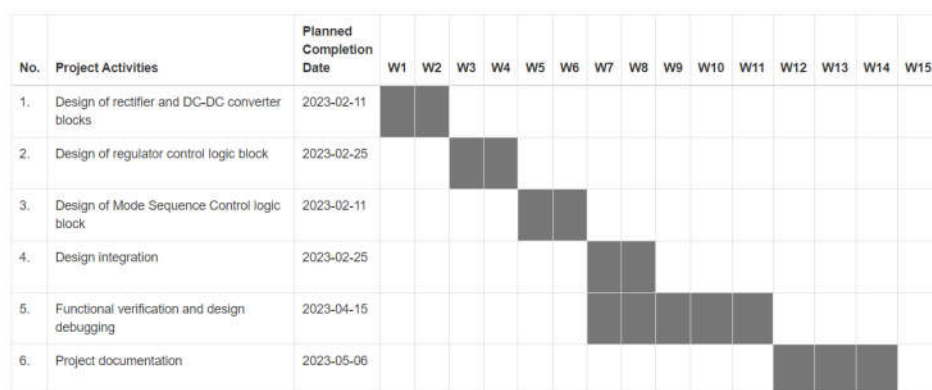 Planned
Completion
No. Project Activities Date W1 W2 W3 W4 W5 W6 W7 W8 W9 W10 W11 W12 W13 W14 W15
1. Design of rectifier and DC-DC converter 2023-02-11
blocks
2. Design of regulator control logic block 2023-02-25
3. Design of Mode Sequence Control logic 2023-02-11
block
4. Design integration 2023-02-25
5. Functional verification and design 2023-04-15
debugging
6. Project documentation 2023-05-06